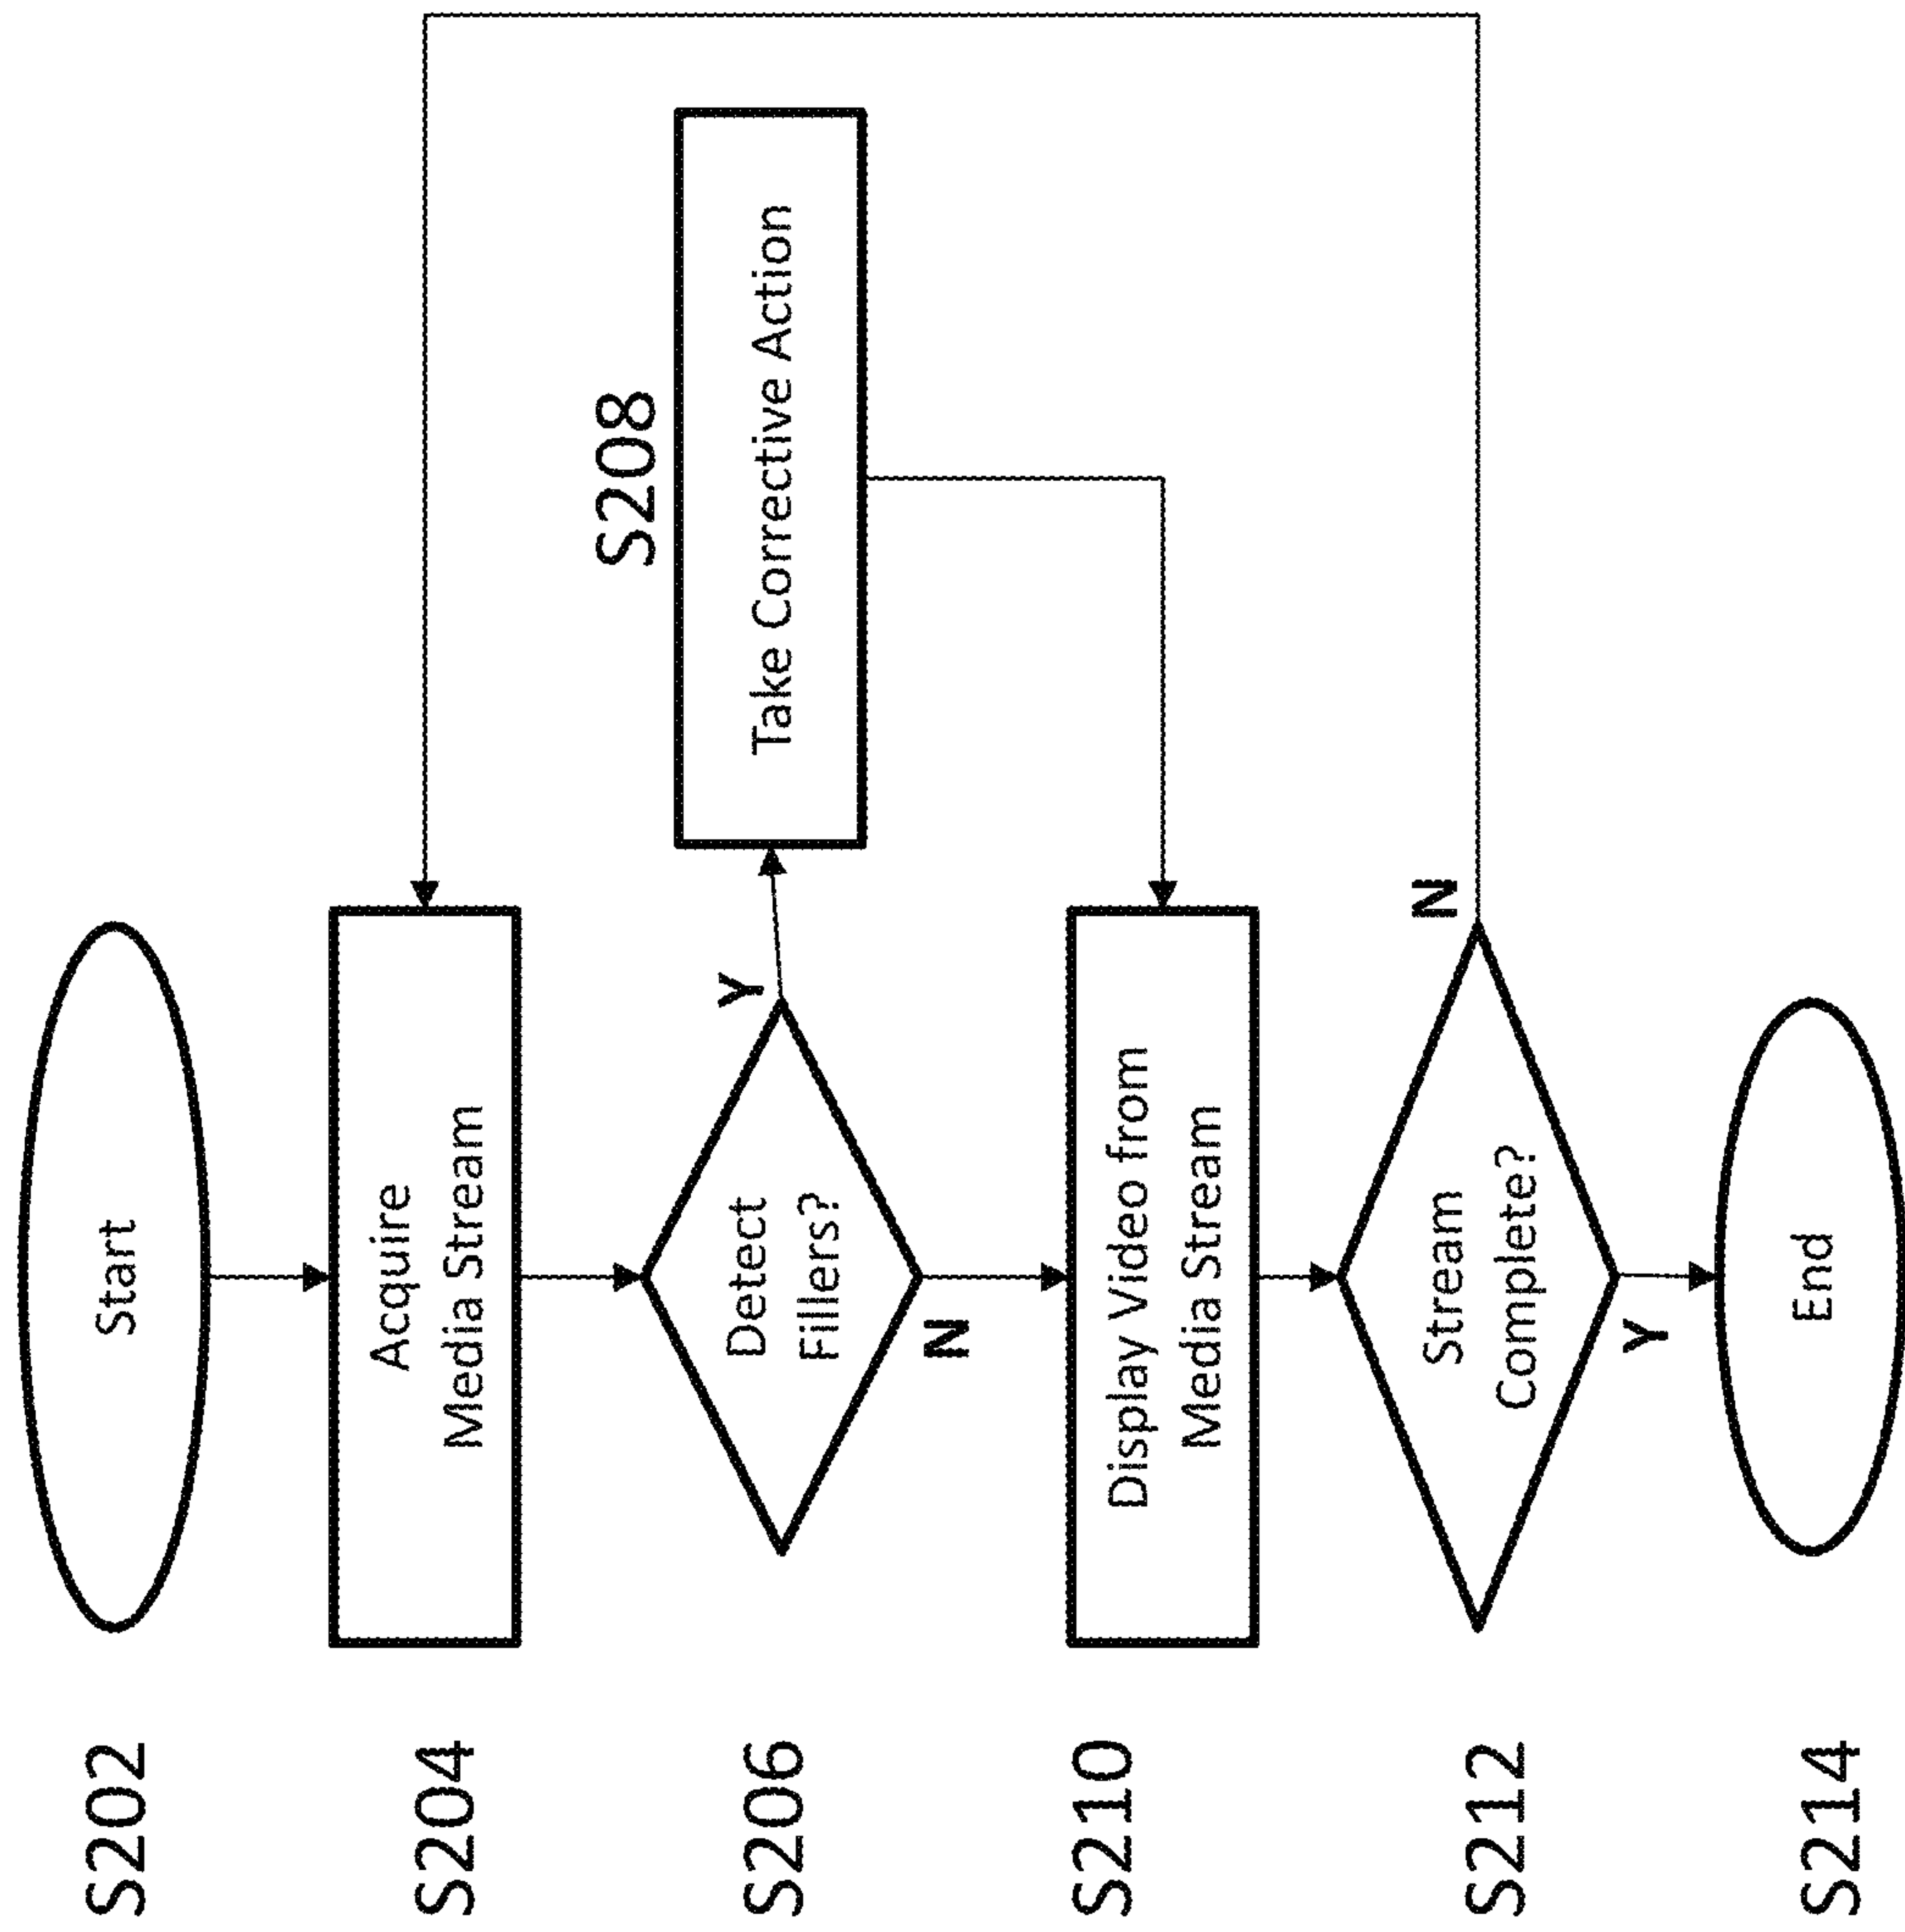 S202
Start
S204
Acquire
Media Stream
S206
Detect
Fillers?
Y
N
S208
Take Corrective Action
S210
Display Video from
Media Stream
S212
Stream
Complete?
N
Y
S214
End